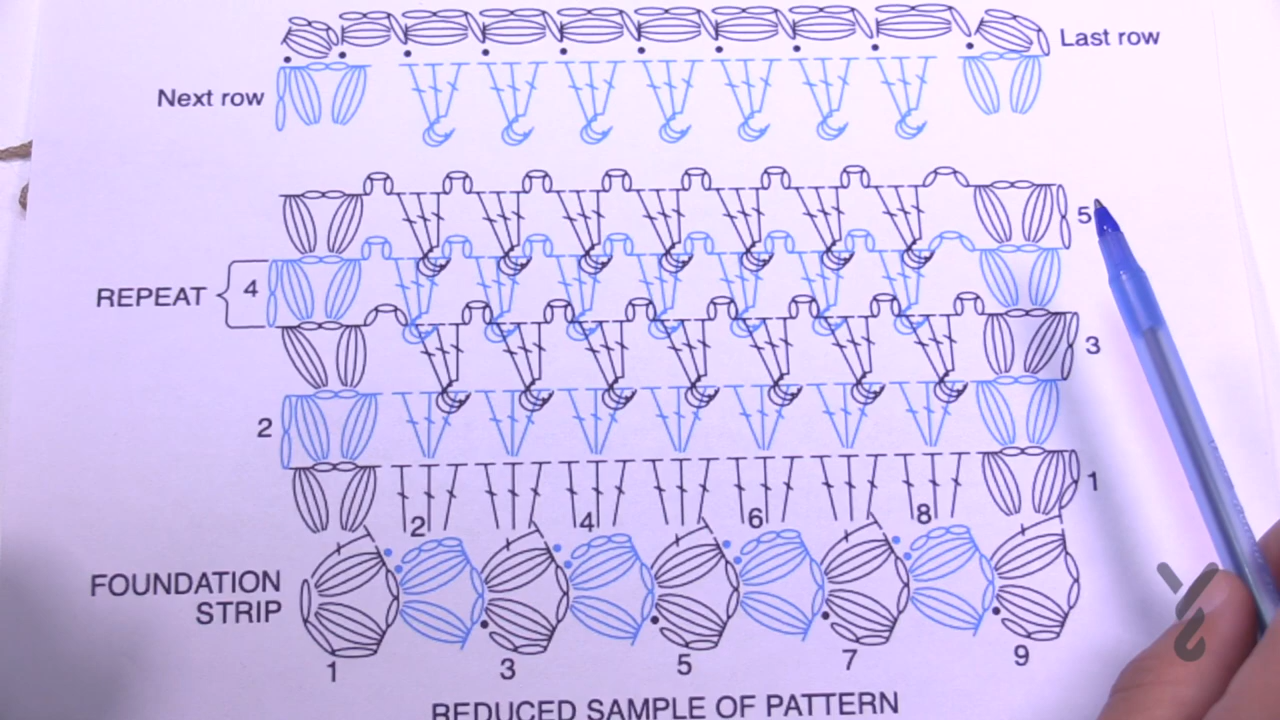 Last row
Next row
5
REPEAT 4
3
2
1
2 4 6 8
FOUNDATION
STRIP
1 3 5 7 9
REDUCED SAMPLE OF PATTERN